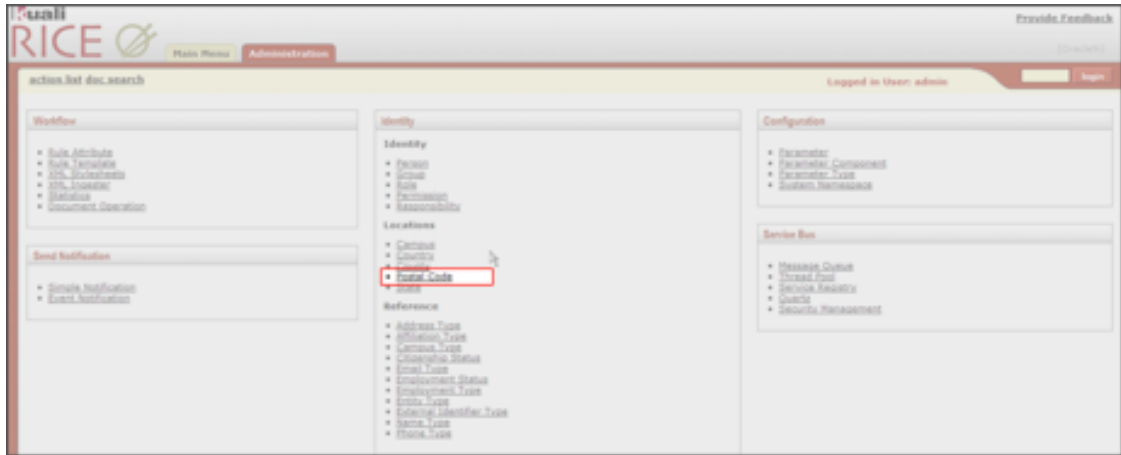 Kuali
RICE
Provide Feedback
Main Menu
Administration
action list doc search
Logged in User: admin
login
Workflow
Rule Attribute
Rule Template
XML Stylesheets
XML Ingester
Statistics
Document Operation
Send Notification
Simple Notification
Event Notification
Identity
Identity
Person
Group
Role
Permission
Responsibility
Locations
Campus
Country
County
Postal Code
State
Reference
Address Type
Affiliation Type
Campus Type
Citizenship Status
Email Type
Employment Status
Employment Type
Entity Type
External Identifier Type
Name Type
Phone Type
Configuration
Parameter
Parameter Component
Parameter Type
System Namespace
Service Bus
Message Queue
Thread Pool
Service Registry
Quartz
Security Management